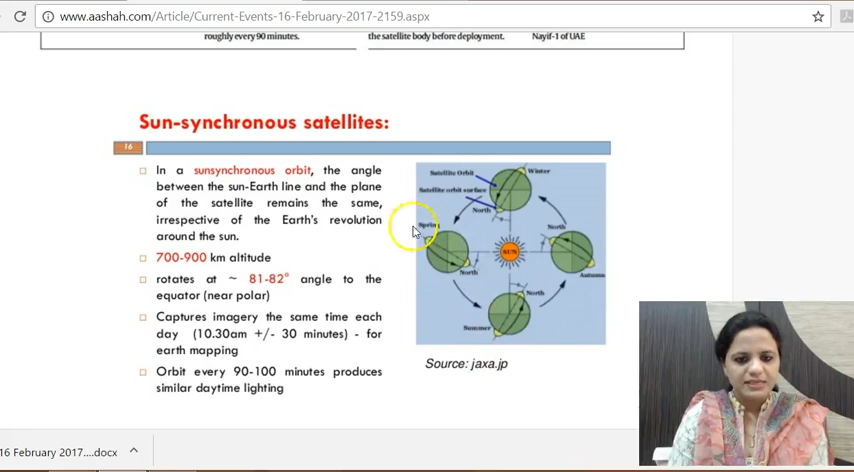 www.aashah.com/Article/Current-Events-16-February-2017-2159.aspx
roughly every 90 minutes.
the satellite body before deployment.
Nayif-1 of UAE
Sun-synchronous satellites:
16
□ In a sunsynchronous orbit, the angle
between the sun-Earth line and the plane
of the satellite remains the same,
irrespective of the Earth's revolution
around the sun.
□ 700-900 km altitude
□ rotates at ~ 81-82° angle to the
equator (near polar)
□ Captures imagery the same time each
day (10.30am +/- 30 minutes) - for
earth mapping
□ Orbit every 90-100 minutes produces
similar daytime lighting
Satellite Orbit
Winter
Satellite orbit surface
North
Spring
North
SUN
North
Autumn
North
Summer
Source: jaxa.jp
16 February 2017....docx